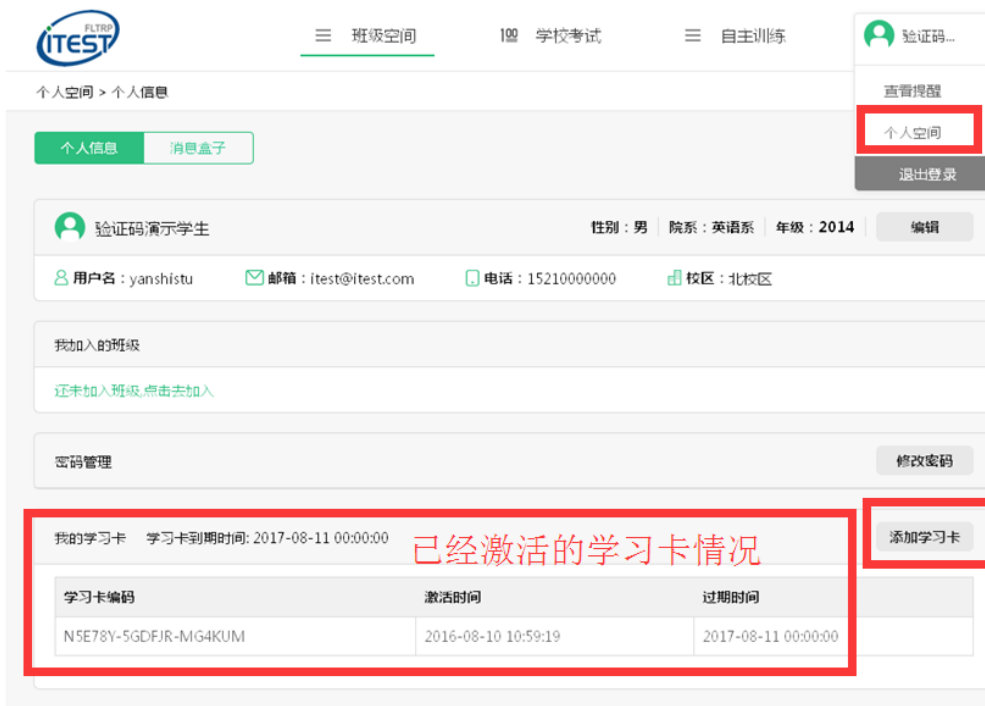 FLTRP
iTEST
班级空间
100 学校考试
自主训练
验证码...
个人空间 > 个人信息
查看提醒
个人空间
退出登录
个人信息
消息盒子
验证码演示学生
性别：男
院系：英语系
年级：2014
编辑
用户名：yanshistu
邮箱：itest@itest.com
电话：15210000000
校区：北校区
我加入的班级
还未加入班级,点击去加入
密码管理
修改密码
我的学习卡 学习卡到期时间: 2017-08-11 00:00:00
已经激活的学习卡情况
添加学习卡
学习卡编码 激活时间 过期时间
N5E78Y-5GDFJR-MG4KUM 2016-08-10 10:59:19 2017-08-11 00:00:00